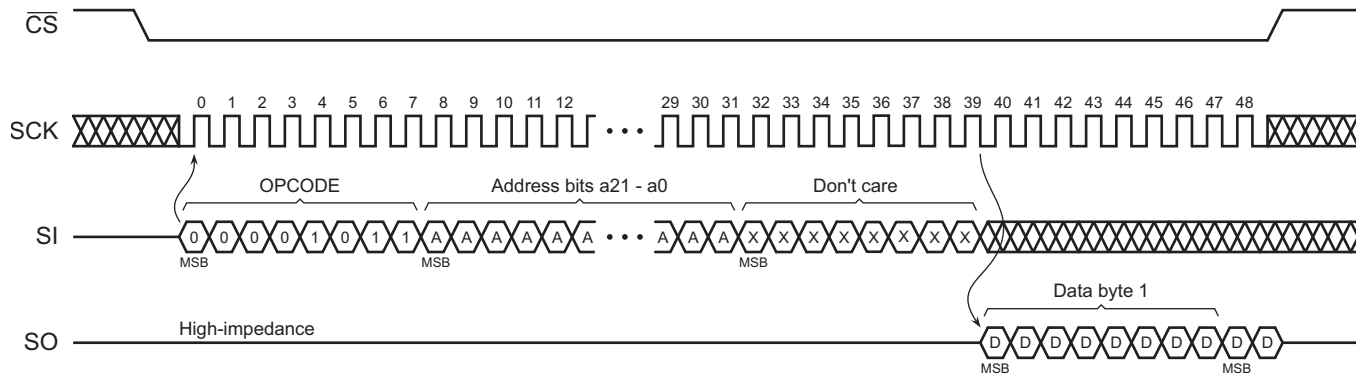 CS
0 1 2 3 4 5 6 7 8 9 10 11 12 29 30 31 32 33 34 35 36 37 38 39 40 41 42 43 44 45 46 47 48
SCK • • •
OPCODE Address bits a21 - a0 Don't care
SI 0 0 0 0 1 0 1 1 A A A A A A • • • A A A X X X X X X X X
MSB MSB MSB
Data byte 1
High-impedance
SO D D D D D D D D D D
MSB MSB